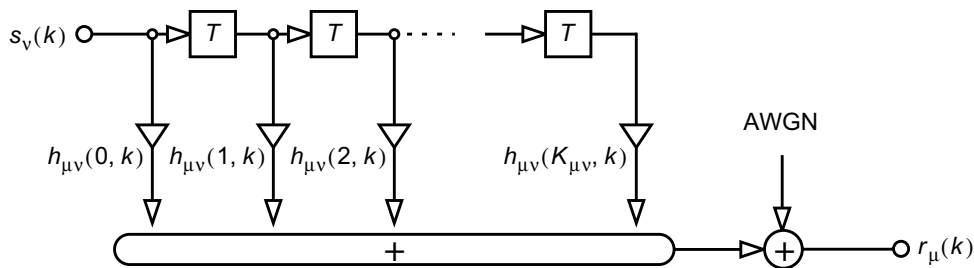 s_ν(k) T T T
h_μν(0, k) h_μν(1, k) h_μν(2, k) h_μν(K_μν, k) AWGN
+ + r_μ(k)